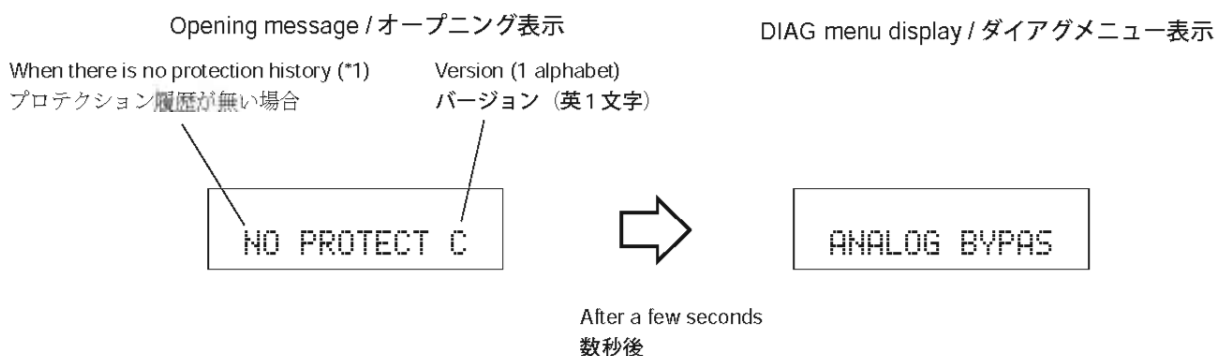 Opening message / オープニング表示
DIAG menu display / ダイアグメニュー表示
When there is no protection history (*1)
プロテクション履歴が無い場合
Version (1 alphabet)
バージョン（英1文字）
NO PROTECT C
ANALOG BYPAS
After a few seconds
数秒後